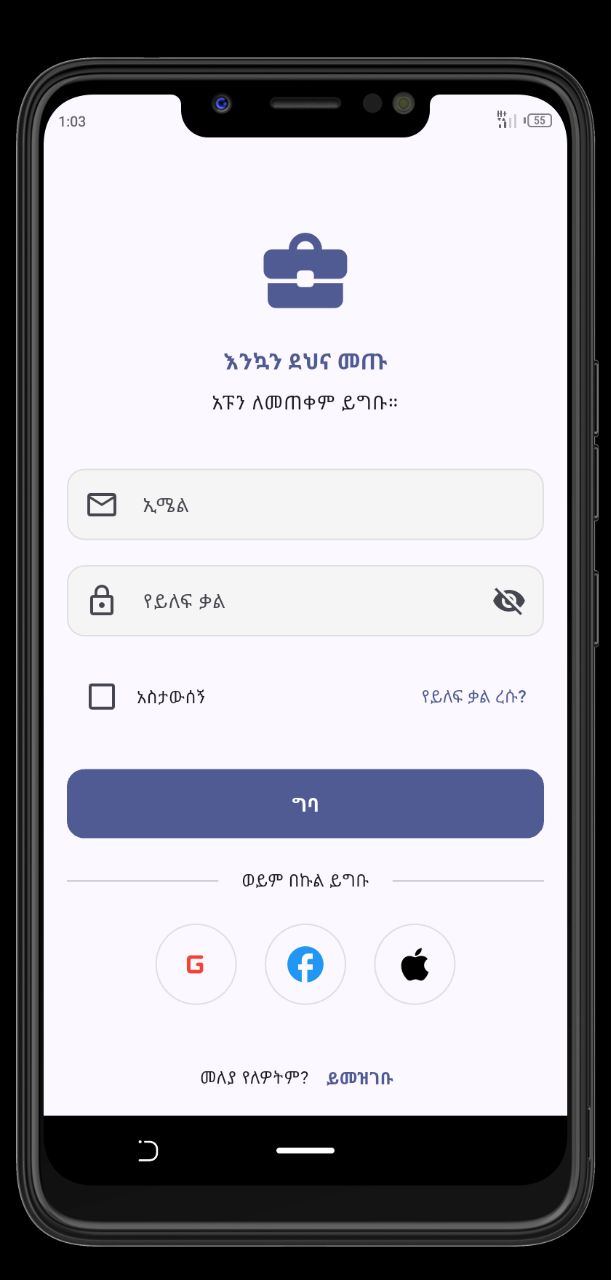 1:03
H+
55
እንኳን ደህና መጡ
አፑን ለመጠቀም ይግቡ።
ኢሜል
የይለፍ ቃል
አስታውሰኝ
የይለፍ ቃል ረሱ?
ግባ
ወይም በኩል ይግቡ
G
መለያ የለዎትም? ይመዝገቡ